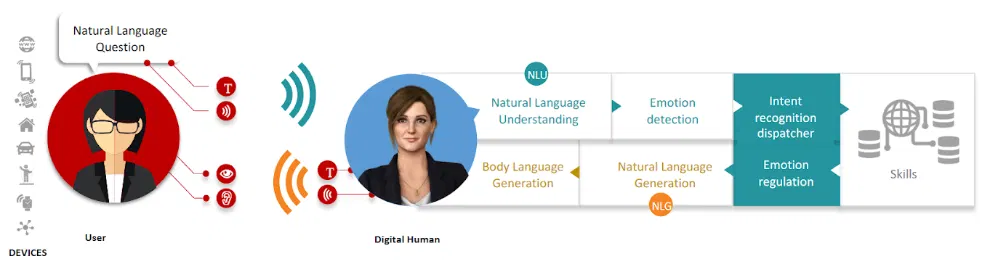 Natural Language
Question
T
T
NLU
Natural Language
Understanding
Emotion
detection
Intent
recognition
dispatcher
Body Language
Generation
Natural Language
Generation
NLG
Emotion
regulation
Skills
User
Digital Human
DEVICES